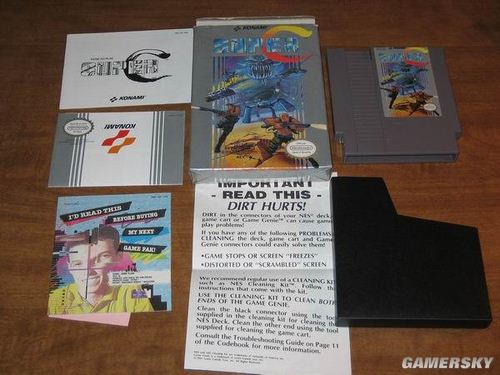 KONAMI
SUPER C
HOW TO PLAY
SUPER C
KONAMI
SUPER C
KONAMI
I'D READ THIS
BEFORE BUYING
MY NEXT
GAME PAK!
IMPORTANT
- READ THIS -
DIRT HURTS!
DIRT in the connectors of your NES® deck,
game cart or Game Genie™ can cause game
play problems!
If you have any of the following PROBLEMS
CLEANING the deck, game cart and Game
Genie connectors could easily solve them!
•GAME STOPS OR SCREEN "FREEZES"
•DISTORTED OR "SCRAMBLED" SCREEN
We recommend regular use of a CLEANING KIT
such as NES Cleaning Kit™. Follow the
instructions that come with the kit.
USE THE CLEANING KIT TO CLEAN BOTH
ENDS OF THE GAME GENIE.
Clean the black connector using the tool
supplied in the cleaning kit for cleaning the
NES Deck. Clean the other end using the tool
supplied for cleaning the game cart.
Consult the Troubleshooting Guide on Page 11
of the Codebook for more information.
GAMERSKY